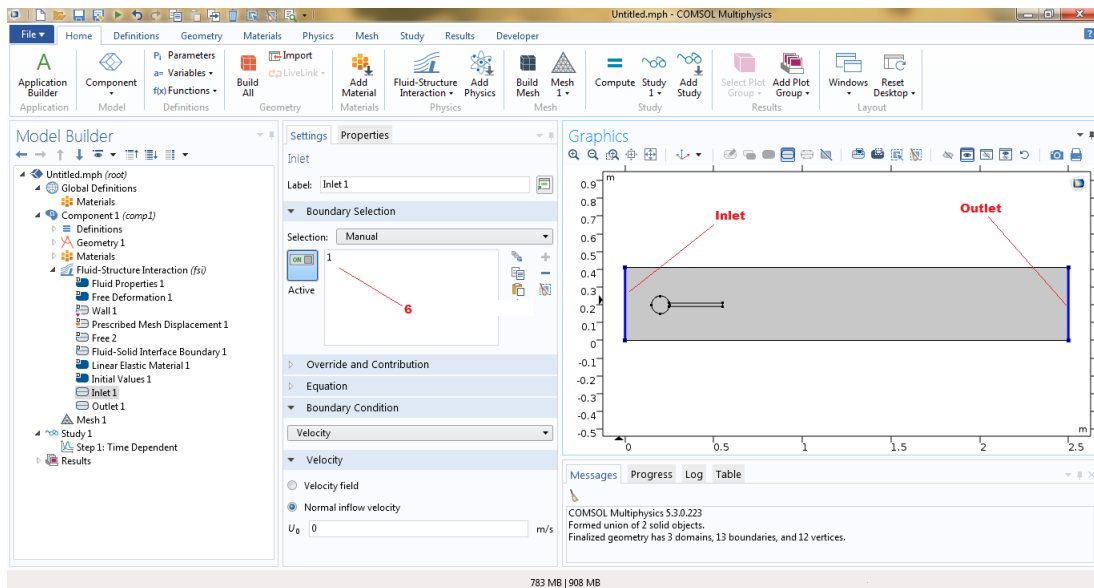 Untitled.mph - COMSOL Multiphysics
File Home Definitions Geometry Materials Physics Mesh Study Results Developer
Application Builder
Component
Pi Parameters
a= Variables
f(x) Functions
Build All
Import
LiveLink
Add Material
Fluid-Structure Interaction
Add Physics
Build Mesh
Mesh 1
Compute
Study 1
Add Study
Select Plot Group
Add Plot Group
Windows
Reset Desktop
Application Model Definitions Geometry Materials Physics Mesh Study Results Layout
Model Builder
Untitled.mph (root)
Global Definitions
Materials
Component 1 (comp1)
Definitions
Geometry 1
Materials
Fluid-Structure Interaction (fsi)
Fluid Properties 1
Free Deformation 1
Wall 1
Prescribed Mesh Displacement 1
Free 2
Fluid-Solid Interface Boundary 1
Linear Elastic Material 1
Initial Values 1
Inlet 1
Outlet 1
Mesh 1
Study 1
Step 1: Time Dependent
Results
Settings Properties
Inlet
Label: Inlet 1
Boundary Selection
Selection: Manual
ON
Active
1
6
Override and Contribution
Equation
Boundary Condition
Velocity
Velocity
Velocity field
Normal inflow velocity
U0 0 m/s
Graphics
m
0.9
0.8
0.7
0.6
0.5
0.4
0.3
0.2
0.1
0
-0.1
-0.2
-0.3
-0.4
-0.5
Inlet
Outlet
m
0 0.5 1 1.5 2 2.5
Messages Progress Log Table
COMSOL Multiphysics 5.3.0.223
Formed union of 2 solid objects.
Finalized geometry has 3 domains, 13 boundaries, and 12 vertices.
783 MB | 908 MB